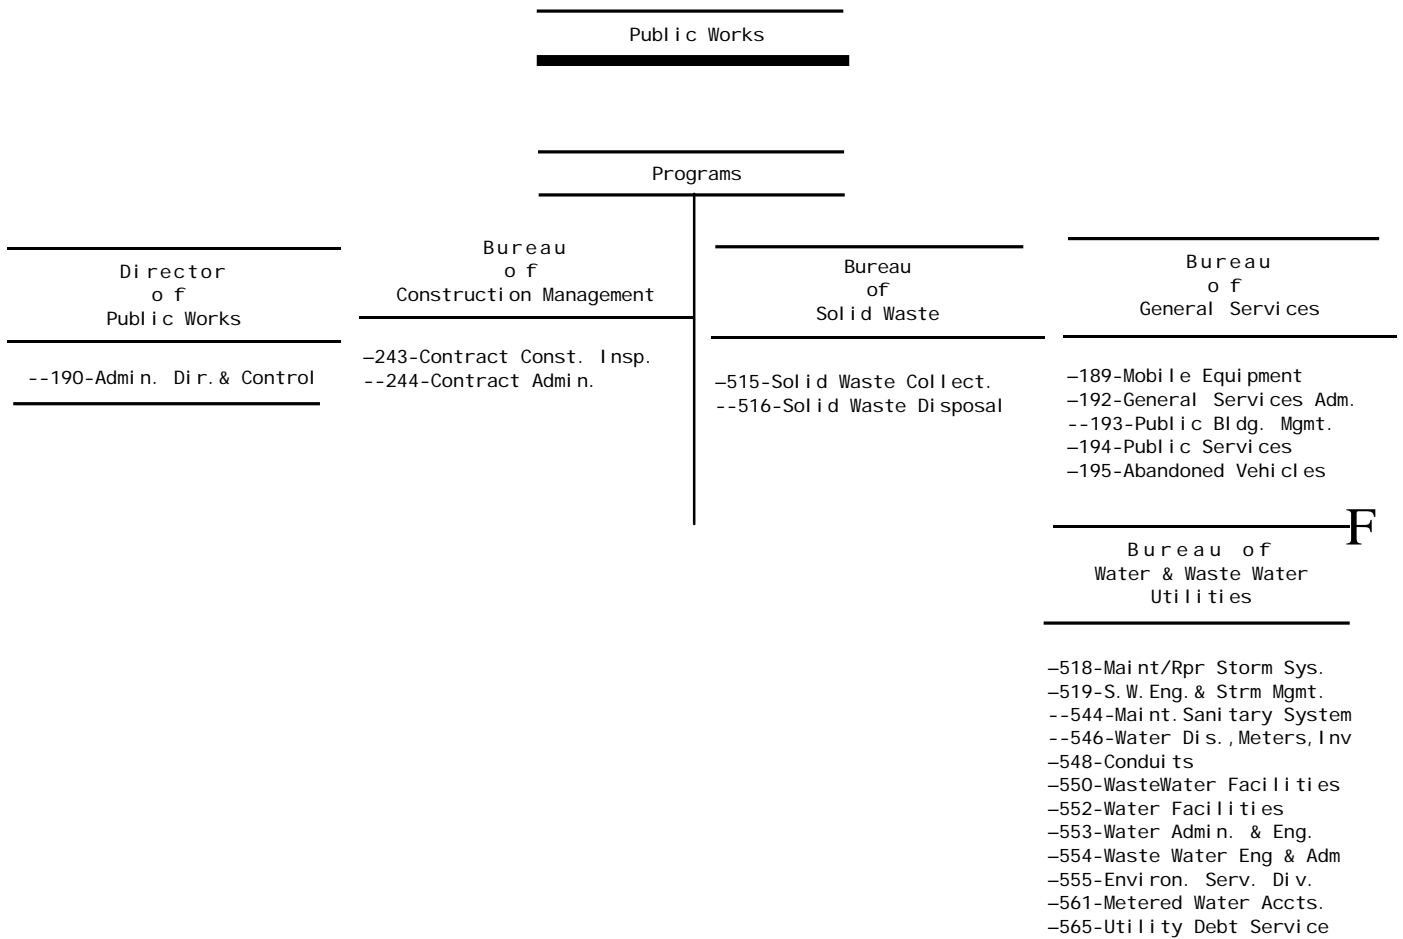 Public Works
Programs
Director
of
Public Works
--190-Admin. Dir.& Control
Bureau
of
Construction Management
—243-Contract Const. Insp.
--244-Contract Admin.
Bureau
of
Solid Waste
—515-Solid Waste Collect.
--516-Solid Waste Disposal
Bureau
of
General Services
—189-Mobile Equipment
—192-General Services Adm.
--193-Public Bldg. Mgmt.
—194-Public Services
—195-Abandoned Vehicles
F
Bureau of
Water & Waste Water
Utilities
—518-Maint/Rpr Storm Sys.
—519-S.W.Eng.& Strm Mgmt.
--544-Maint.Sanitary System
--546-Water Dis.,Meters,Inv
—548-Conduits
—550-WasteWater Facilities
—552-Water Facilities
—553-Water Admin. & Eng.
—554-Waste Water Eng & Adm
—555-Environ. Serv. Div.
—561-Metered Water Accts.
—565-Utility Debt Service